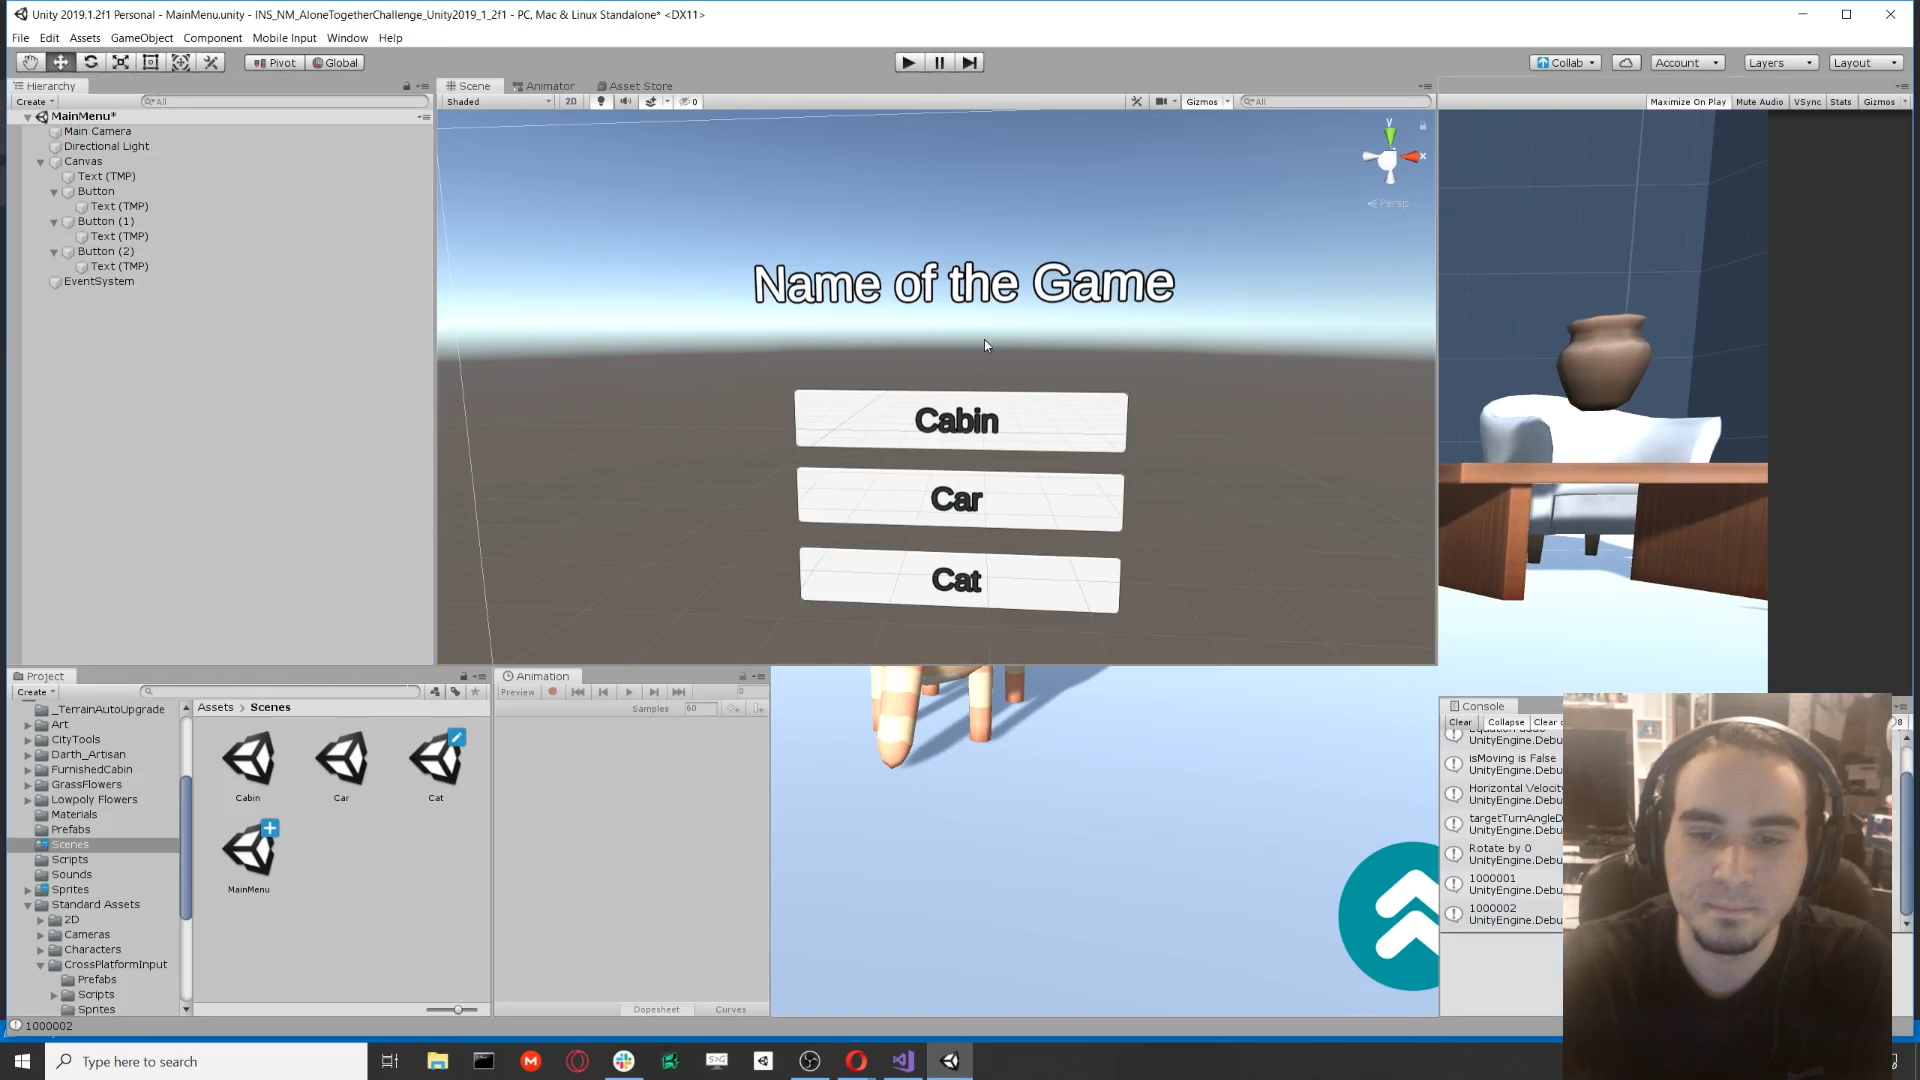 Unity 2019.1.2f1 Personal - MainMenu.unity - INS_NM_AloneTogetherChallenge_Unity2019_1_2f1 - PC, Mac & Linux Standalone* <DX11>
File Edit Assets GameObject Component Mobile Input Window Help
Pivot Global Collab Account Layers Layout
Hierarchy
Create All
MainMenu*
Main Camera
Directional Light
Canvas
Text (TMP)
Button
Text (TMP)
Button (1)
Text (TMP)
Button (2)
Text (TMP)
EventSystem
Scene Animator Asset Store
Shaded 2D 0 Gizmos All
y
x
Persp
Name of the Game
Cabin
Car
Cat
Maximize On Play Mute Audio VSync Stats Gizmos
Project
Create
_TerrainAutoUpgrade
Art
CityTools
Darth_Artisan
FurnishedCabin
GrassFlowers
Lowpoly Flowers
Materials
Prefabs
Scenes
Scripts
Sounds
Sprites
Standard Assets
2D
Cameras
Characters
CrossPlatformInput
Prefabs
Scripts
Sprites
Assets > Scenes
Cabin Car Cat
MainMenu
Animation
Preview 0
Samples 60
Dopesheet Curves
Console
Clear Collapse Clear
UnityEngine.Debu
isMoving is False
UnityEngine.Debu
Horizontal Velocit
UnityEngine.Debu
targetTurnAngleD
UnityEngine.Debu
Rotate by 0
UnityEngine.Debu
1000001
UnityEngine.Debu
1000002
UnityEngine.Debu
1000002
Type here to search